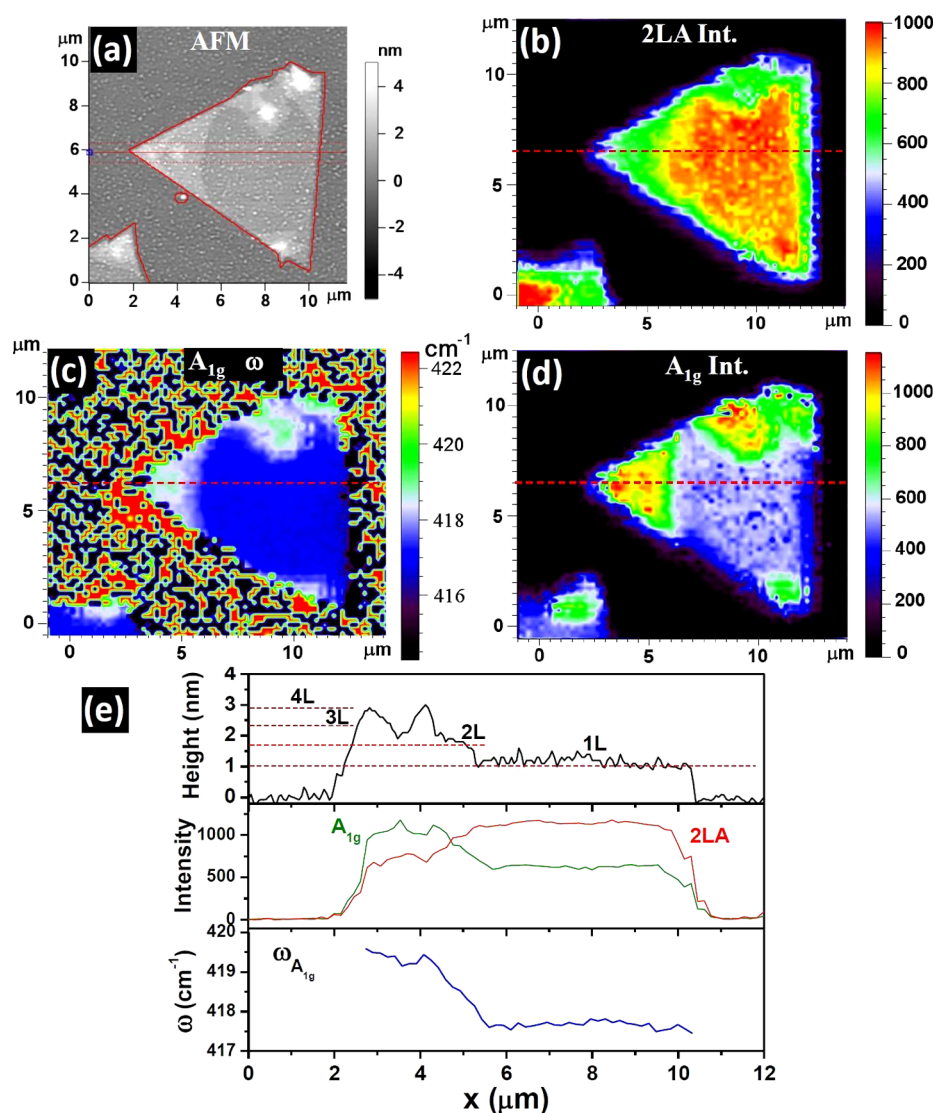 (a) AFM
μm
10
8
6
4
2
0
0 2 4 6 8 10 μm
nm
4
2
0
-2
-4
(b) 2LA Int.
μm
10
5
0
0 5 10 μm
1000
800
600
400
200
0
(c) A1g ω
μm
10
5
0
0 5 10 μm
cm-1
422
420
418
416
(d) A1g Int.
μm
10
5
0
0 5 10 μm
1000
800
600
400
200
0
(e)
Height (nm)
4
3
2
1
0
4L
3L
2L
1L
Intensity
1000
500
0
A1g
2LA
ω (cm-1)
420
419
418
417
ωA1g
0 2 4 6 8 10 12
x (μm)